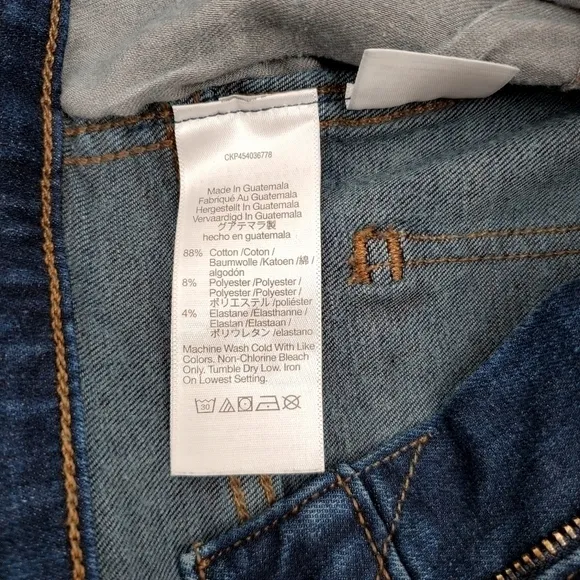 CKP454036778
Made In Guatemala
Fabriqué Au Guatemala
Hergestellt In Guatemala
Vervaardigd In Guatemala
グアテマラ製
hecho en guatemala
88% Cotton /Coton /
Baumwolle /Katoen /綿 /
algodón
8% Polyester /Polyester /
Polyester /Polyester /
ポリエステル /poliéster
4% Elastane /Elasthanne /
Elastan /Elastaan /
ポリウレタン /elastano
Machine Wash Cold With Like
Colors. Non-Chlorine Bleach
Only. Tumble Dry Low. Iron
On Lowest Setting.
30